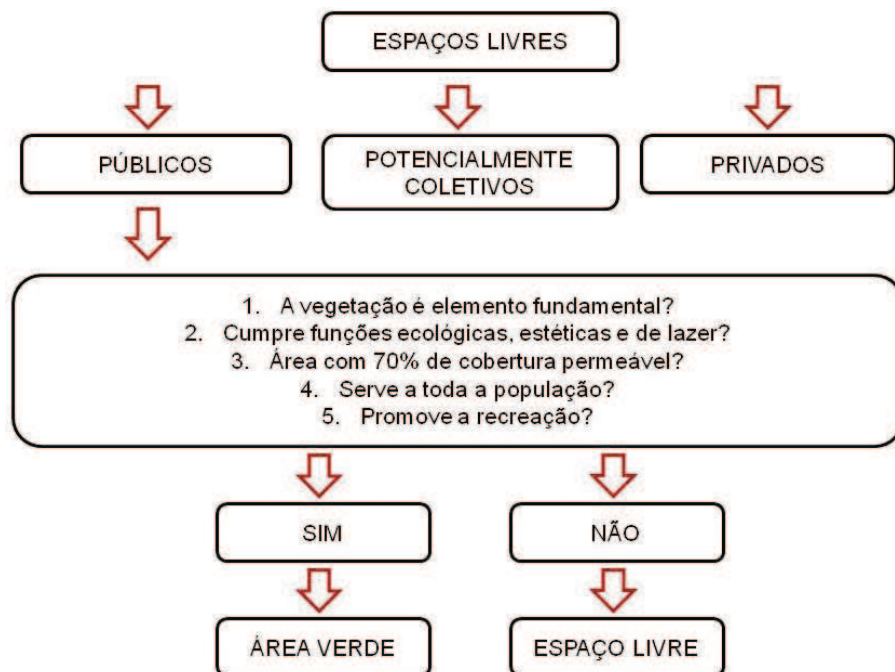 ESPAÇOS LIVRES
PÚBLICOS
POTENCIALMENTE
COLETIVOS
PRIVADOS
1. A vegetação é elemento fundamental?
2. Cumpre funções ecológicas, estéticas e de lazer?
3. Área com 70% de cobertura permeável?
4. Serve a toda a população?
5. Promove a recreação?
SIM
NÃO
ÁREA VERDE
ESPAÇO LIVRE